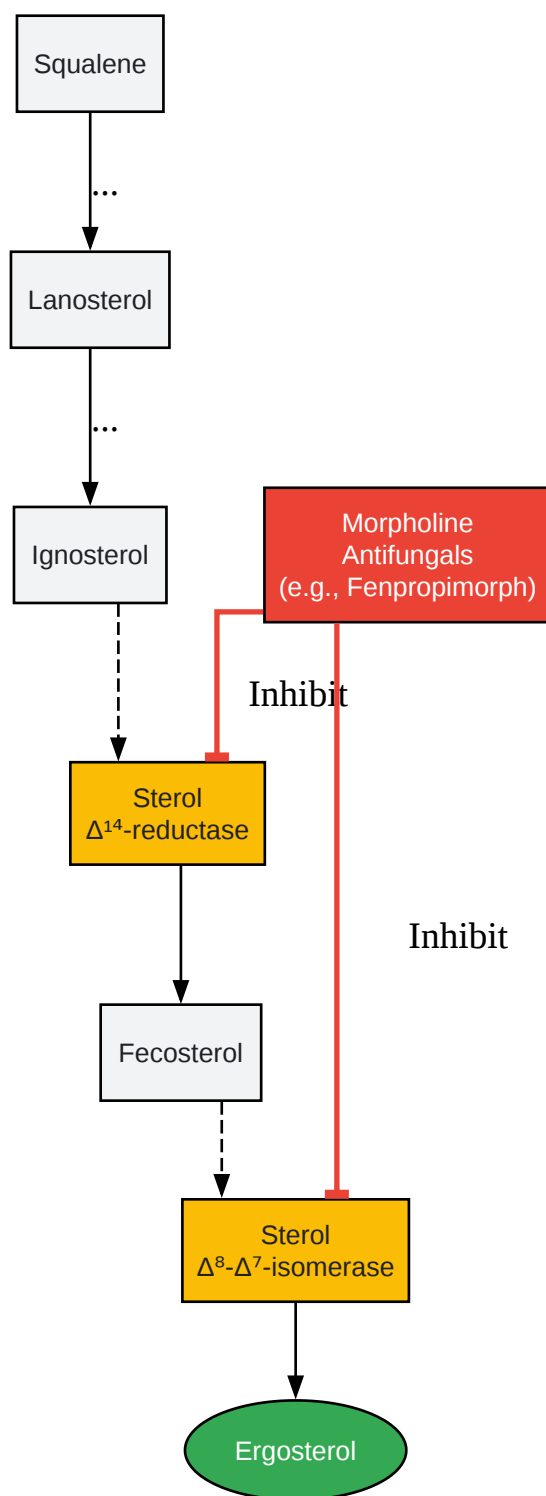 Squalene
...
Lanosterol
...
Ignosterol
Morpholine
Antifungals
(e.g., Fenpropimorph)
Inhibit
Sterol
Δ¹⁴-reductase
Inhibit
Fecosterol
Sterol
Δ⁸-Δ⁷-isomerase
Ergosterol